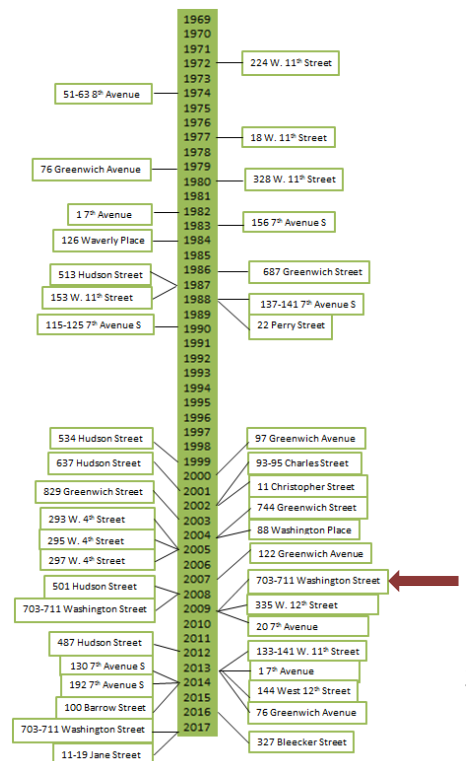 1969
1970
1971
1972
1973
1974
1975
1976
1977
1978
1979
1980
1981
1982
1983
1984
1985
1986
1987
1988
1989
1990
1991
1992
1993
1994
1995
1996
1997
1998
1999
2000
2001
2002
2003
2004
2005
2006
2007
2008
2009
2010
2011
2012
2013
2014
2015
2016
2017
51-63 8th Avenue
76 Greenwich Avenue
1 7th Avenue
126 Waverly Place
513 Hudson Street
153 W. 11th Street
115-125 7th Avenue S
534 Hudson Street
637 Hudson Street
829 Greenwich Street
293 W. 4th Street
295 W. 4th Street
297 W. 4th Street
501 Hudson Street
703-711 Washington Street
487 Hudson Street
130 7th Avenue S
192 7th Avenue S
100 Barrow Street
703-711 Washington Street
11-19 Jane Street
224 W. 11th Street
18 W. 11th Street
328 W. 11th Street
156 7th Avenue S
687 Greenwich Street
137-141 7th Avenue S
22 Perry Street
97 Greenwich Avenue
93-95 Charles Street
11 Christopher Street
744 Greenwich Street
88 Washington Place
122 Greenwich Avenue
703-711 Washington Street
335 W. 12th Street
20 7th Avenue
133-141 W. 11th Street
1 7th Avenue
144 West 12th Street
76 Greenwich Avenue
327 Bleecker Street